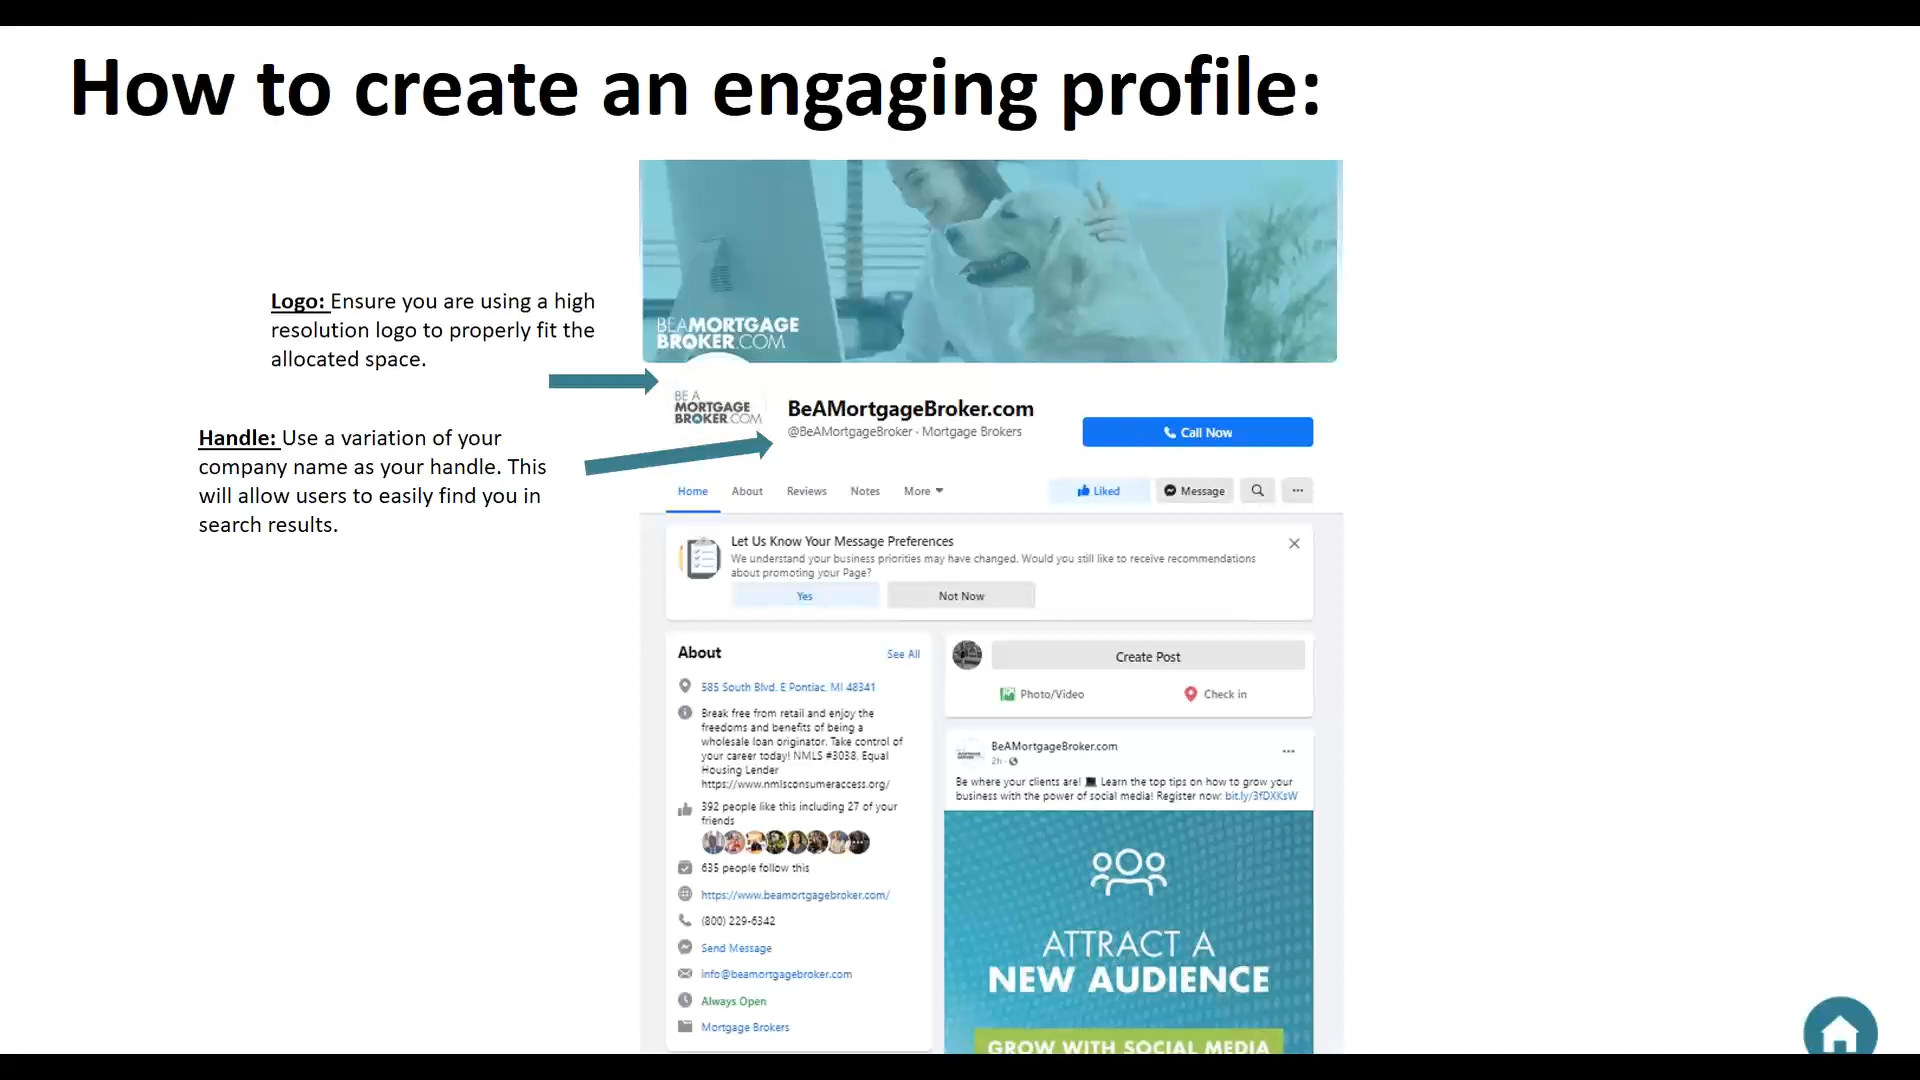 How to create an engaging profile:
Logo: Ensure you are using a high
resolution logo to properly fit the
allocated space.
Handle: Use a variation of your
company name as your handle. This
will allow users to easily find you in
search results.
BEAMORTGAGE
BROKER.COM
BE A
MORTGAGE
BROKER.COM
BeAMortgageBroker.com
@BeAMortgageBroker - Mortgage Brokers
Call Now
Home About Reviews Notes More
Liked Message
Let Us Know Your Message Preferences
We understand your business priorities may have changed. Would you still like to receive recommendations
about promoting your Page?
Yes Not Now
About See All
585 South Blvd. E Pontiac, MI 48341
Break free from retail and enjoy the
freedoms and benefits of being a
wholesale loan originator. Take control of
your career today! NMLS #3038, Equal
Housing Lender
https://www.nmlsconsumeraccess.org/
392 people like this including 27 of your
friends
635 people follow this
https://www.beamortgagebroker.com/
(800) 229-6342
Send Message
info@beamortgagebroker.com
Always Open
Mortgage Brokers
Create Post
Photo/Video Check in
BeAMortgageBroker.com
2h ·
Be where your clients are! Learn the top tips on how to grow your
business with the power of social media! Register now: bit.ly/3fDXKsW
ATTRACT A
NEW AUDIENCE
GROW WITH SOCIAL MEDIA